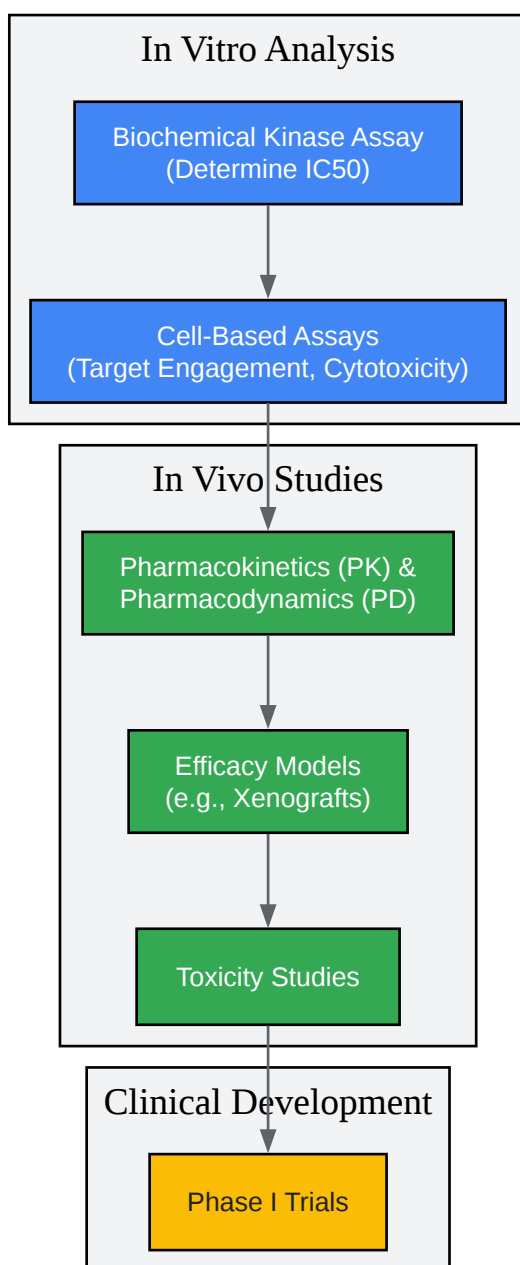 In Vitro Analysis
Biochemical Kinase Assay
(Determine IC50)
Cell-Based Assays
(Target Engagement, Cytotoxicity)
In Vivo Studies
Pharmacokinetics (PK) &
Pharmacodynamics (PD)
Efficacy Models
(e.g., Xenografts)
Toxicity Studies
Clinical Development
Phase I Trials